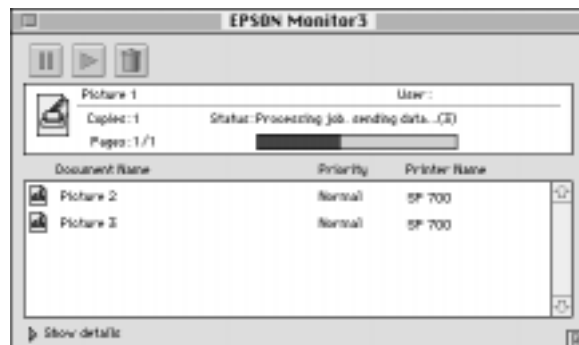 EPSON Monitor3
Picture 1 User:
Copies: 1 Status: Processing job. sending data...(3)
Pages: 1/1
Document Name Priority Printer Name
Picture 2 Normal SP 700
Picture 3 Normal SP 700
Show details